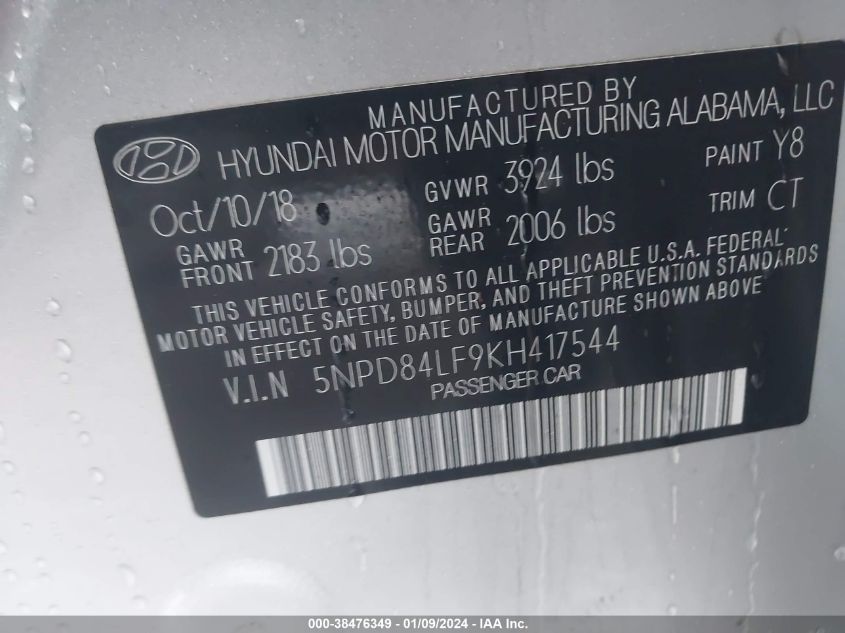 MANUFACTURED BY
HYUNDAI MOTOR MANUFACTURING ALABAMA, LLC
Oct/10/18 GVWR 3924 lbs PAINT Y8
GAWR FRONT 2183 lbs GAWR REAR 2006 lbs TRIM CT
THIS VEHICLE CONFORMS TO ALL APPLICABLE U.S.A. FEDERAL
MOTOR VEHICLE SAFETY, BUMPER, AND THEFT PREVENTION STANDARDS
IN EFFECT ON THE DATE OF MANUFACTURE SHOWN ABOVE
V.I.N 5NPD84LF9KH417544
PASSENGER CAR
000-38476349 - 01/09/2024 - IAA Inc.